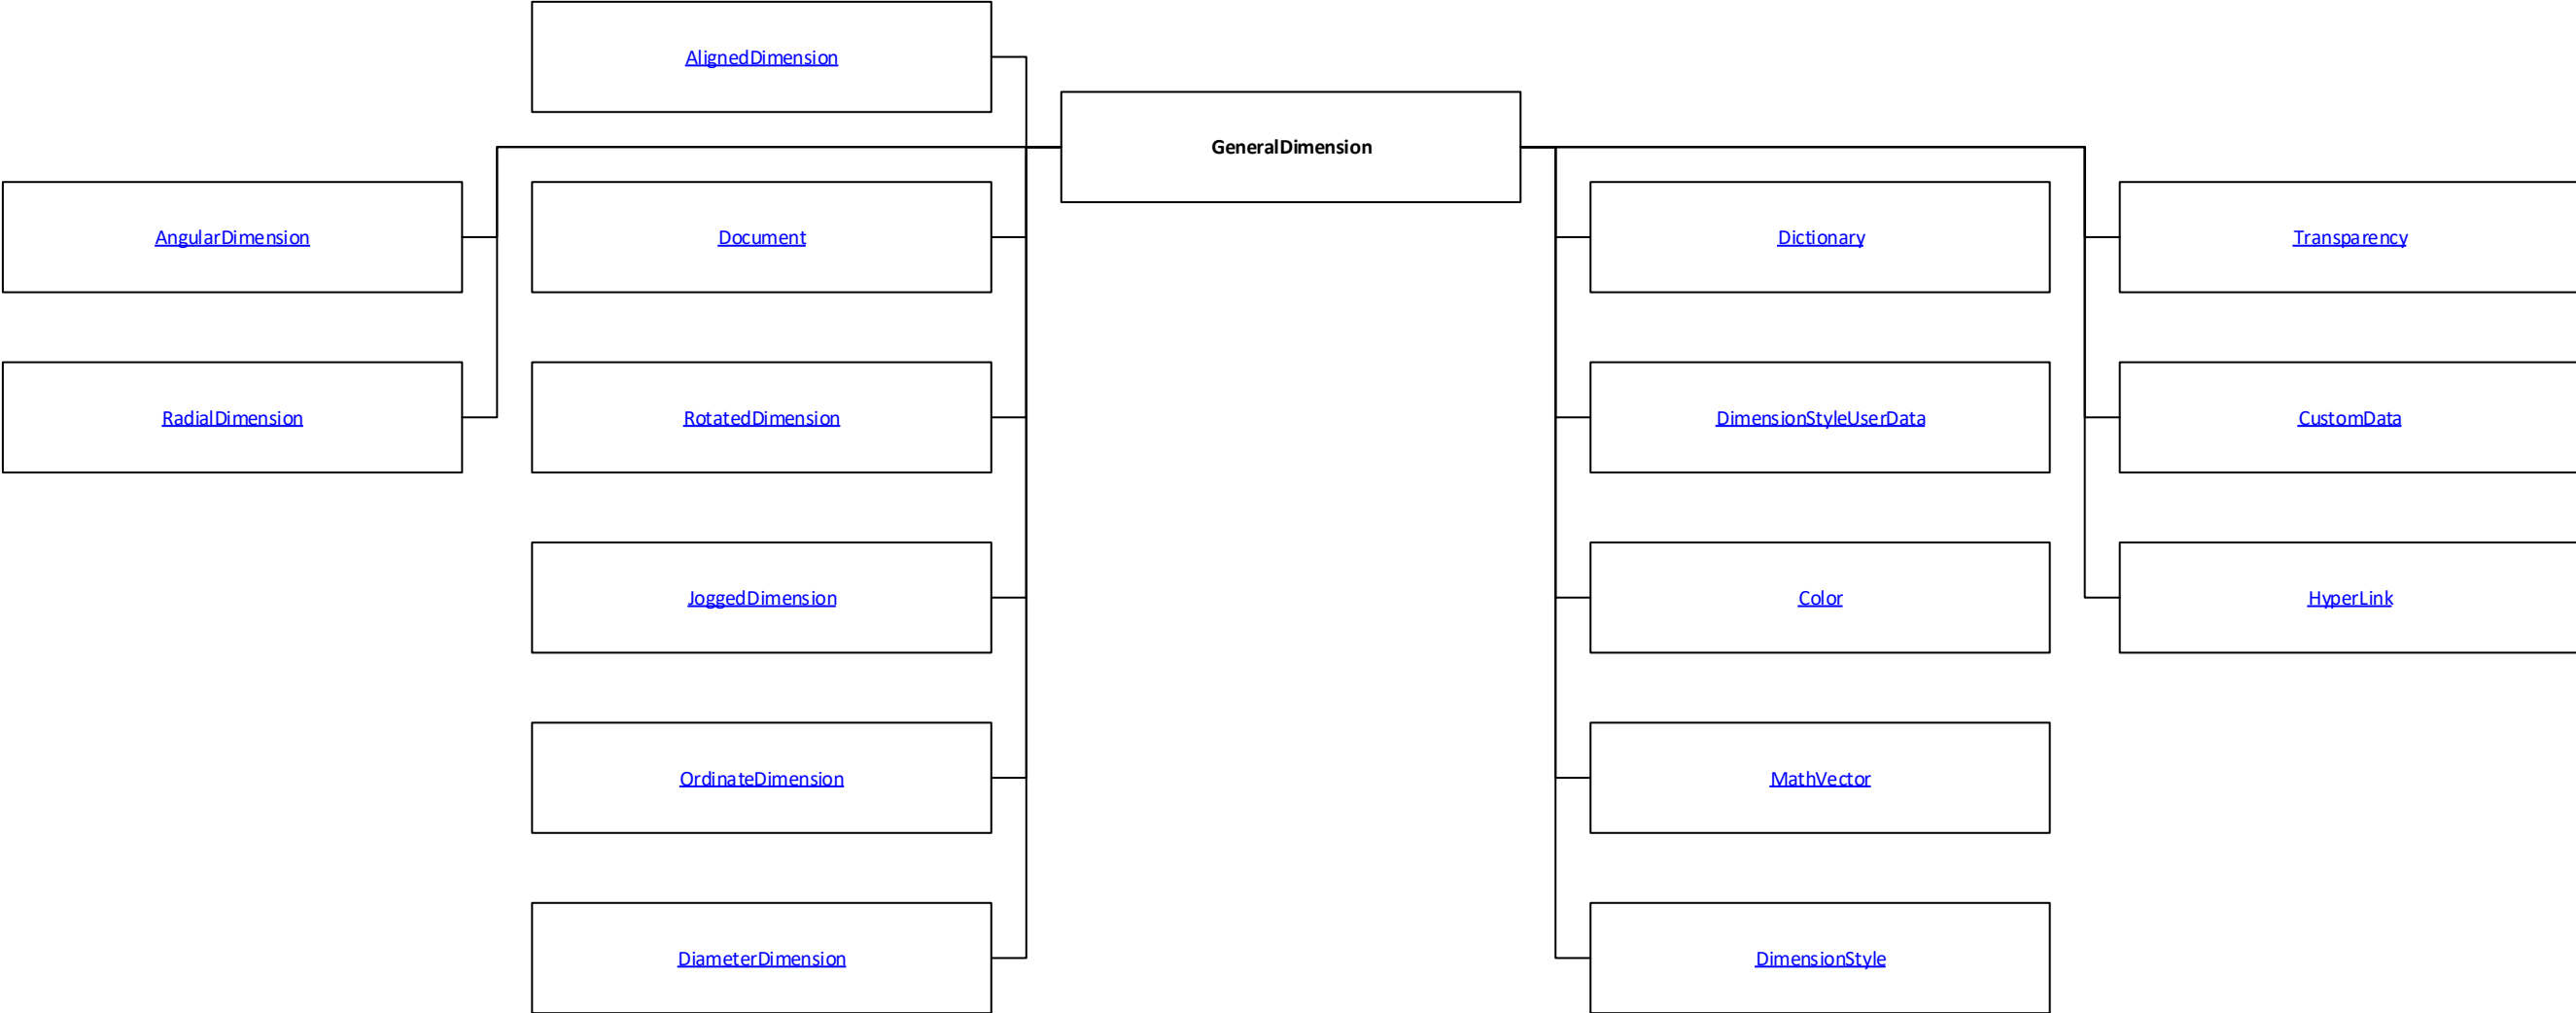 AlignedDimension
GeneralDimension
AngularDimension
Document
Dictionary
Transparency
RadialDimension
RotatedDimension
DimensionStyleUserData
CustomData
JoggedDimension
Color
HyperLink
OrdinateDimension
MathVector
DiameterDimension
DimensionStyle